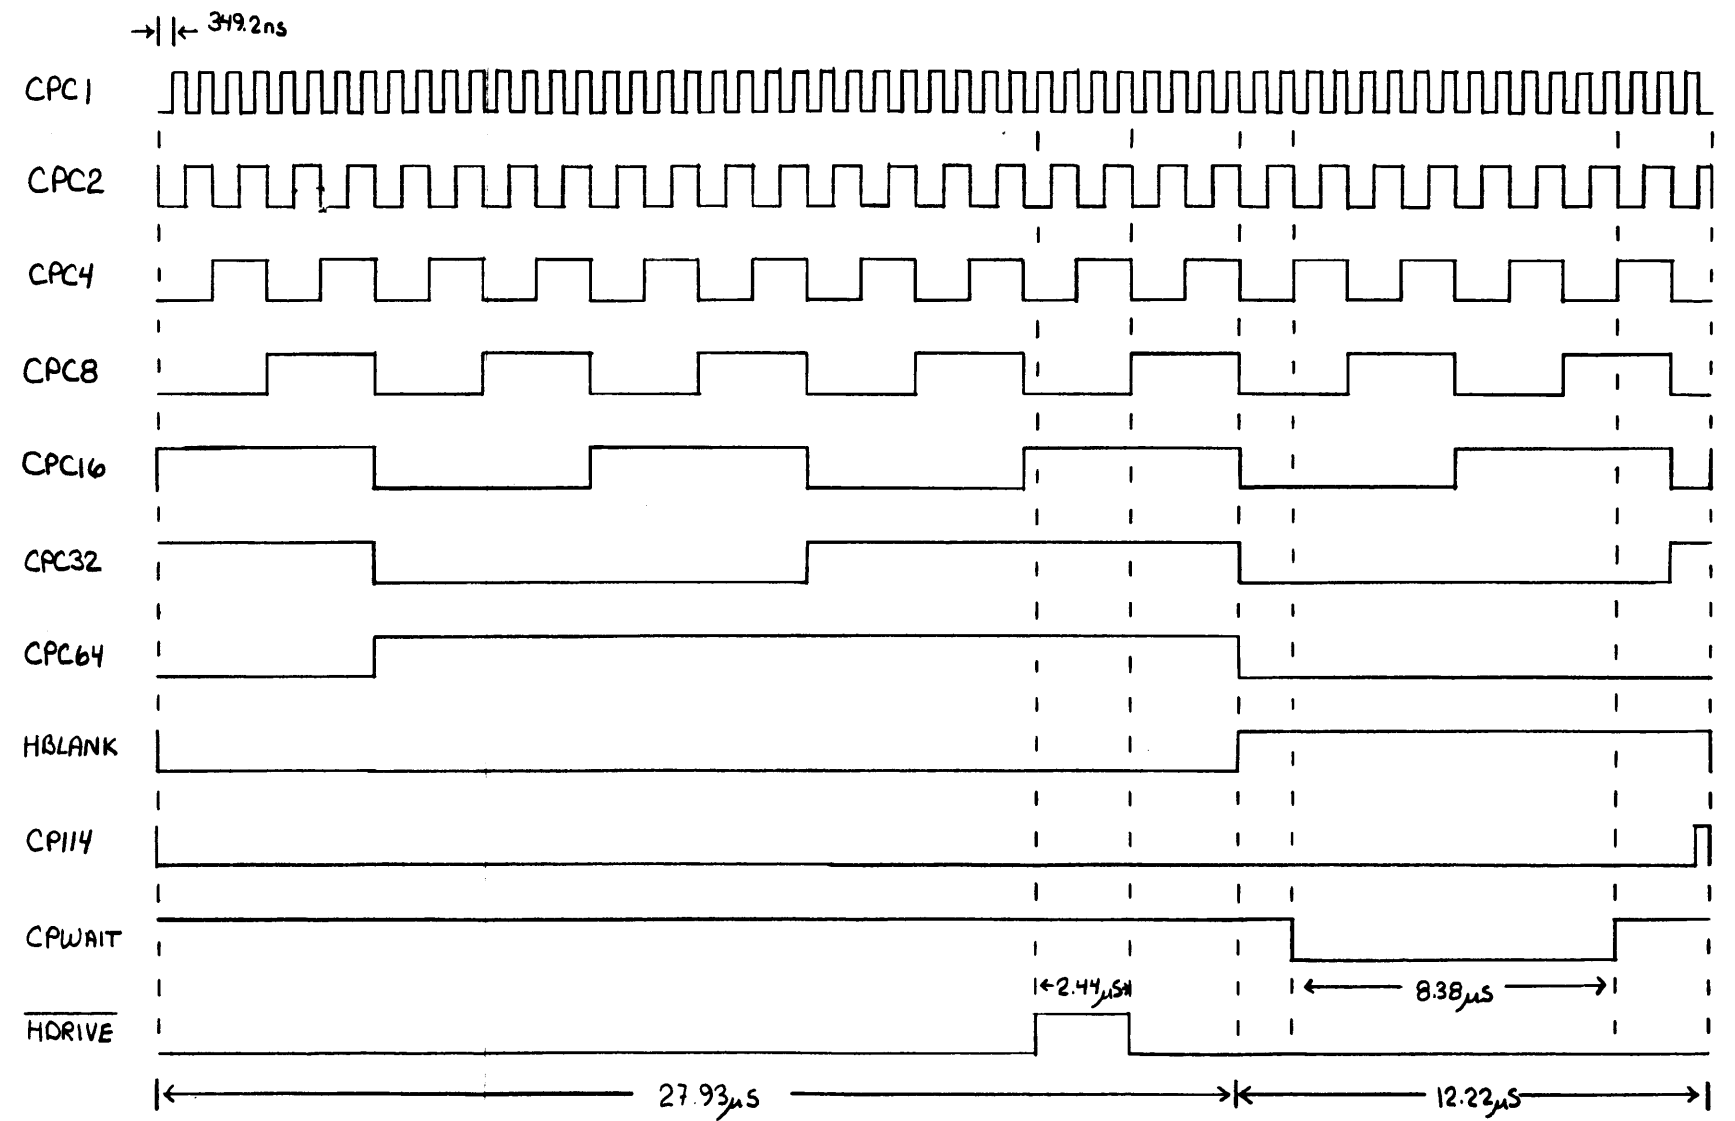 349.2ns
CPC1
CPC2
CPC4
CPC8
CPC16
CPC32
CPC64
HBLANK
CP114
CPWAIT
2.44µs
8.38µs
HDRIVE
27.93µs
12.22µs